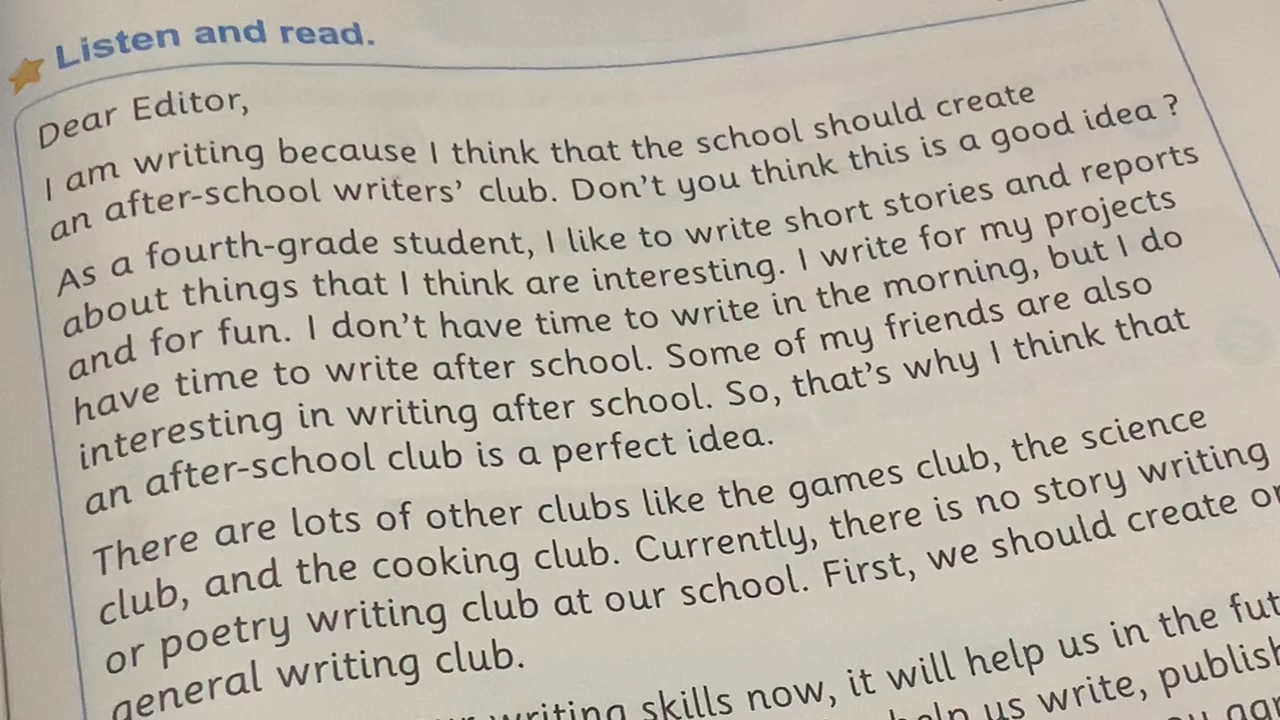 Listen and read.
Dear Editor,
I am writing because I think that the school should create
an after-school writers' club. Don't you think this is a good idea ?
As a fourth-grade student, I like to write short stories and reports
about things that I think are interesting. I write for my projects
and for fun. I don't have time to write in the morning, but I do
have time to write after school. Some of my friends are also
interesting in writing after school. So, that's why I think that
an after-school club is a perfect idea.
There are lots of other clubs like the games club, the science
club, and the cooking club. Currently, there is no story writing
or poetry writing club at our school. First, we should create
general writing club.
writing skills now, it will help us in the
us write,